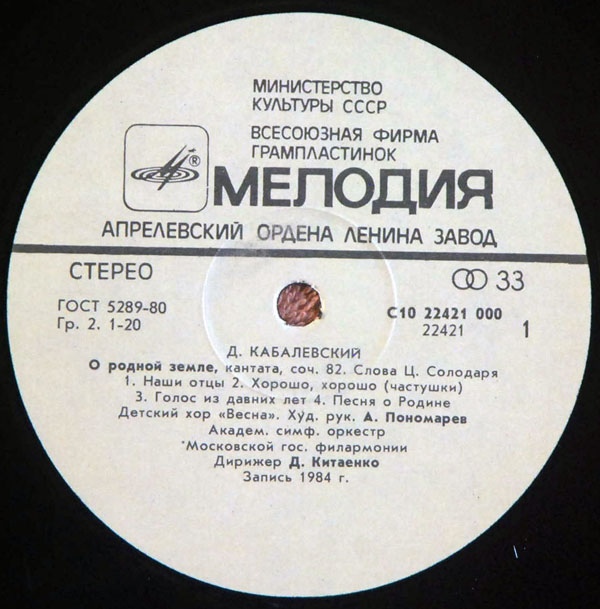 МИНИСТЕРСТВО
КУЛЬТУРЫ СССР
ВСЕСОЮЗНАЯ ФИРМА
ГРАМПЛАСТИНОК
®
МЕЛОДИЯ
АПРЕЛЕВСКИЙ ОРДЕНА ЛЕНИНА ЗАВОД
СТЕРЕО
33
ГОСТ 5289-80
Гр. 2. 1-20
С10 22421 000
22421
1
Д. КАБАЛЕВСКИЙ
О родной земле, кантата, соч. 82. Слова Ц. Солодаря
1. Наши отцы 2. Хорошо, хорошо (частушки)
3. Голос из давних лет 4. Песня о Родине
Детский хор «Весна». Худ. рук. А. Пономарев
Академ. симф. оркестр
Московской гос. филармонии
Дирижер Д. Китаенко
Запись 1984 г.